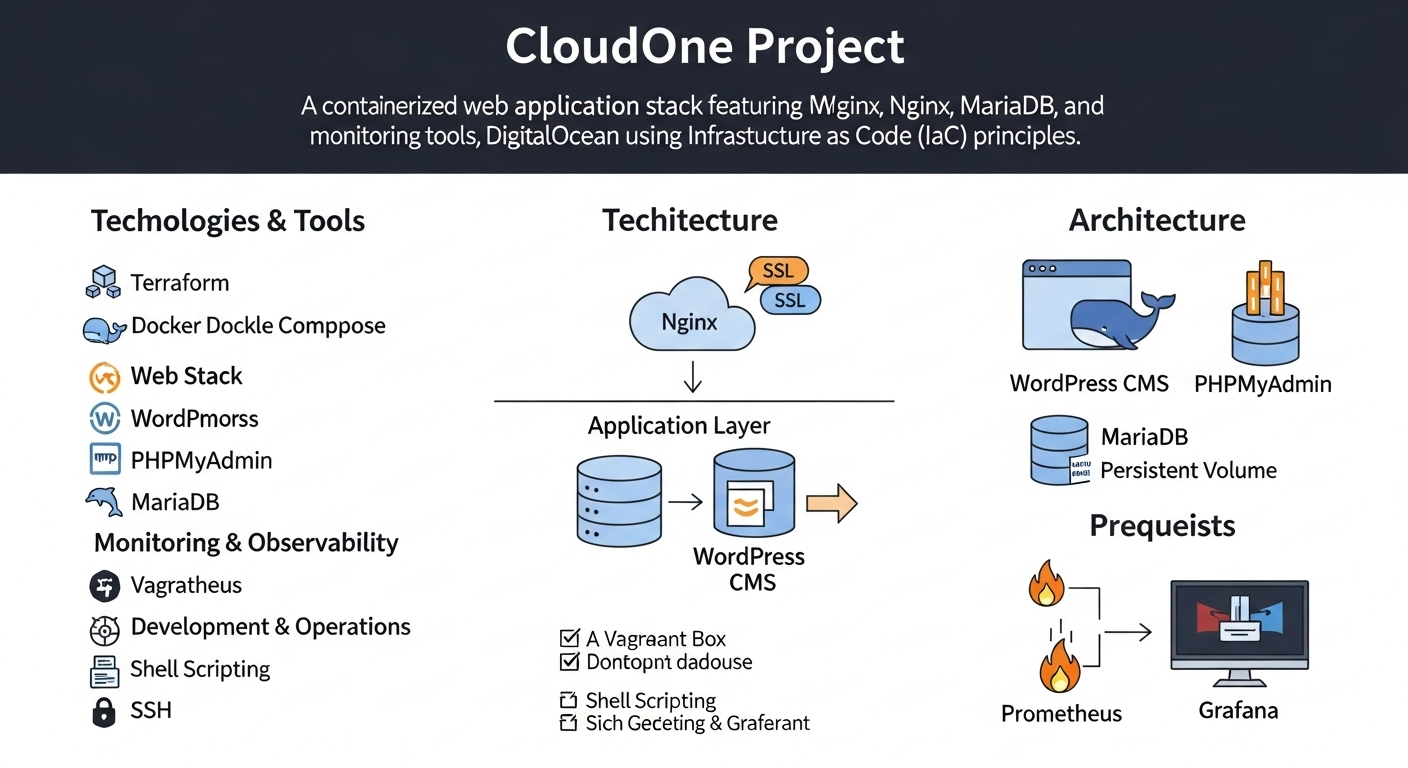 CloudOne Project
A containerized web application stack featuring Mginx, Nginx, MariaDB, and
monitoring tools, DigitalOcean using Infrastucture as Code (IaC) principles.
Techmologies & Tools
Terraform
Docker Dockle Comppose
Web Stack
WordPmorss
PHPMyAdmin
MariaDB
Monitoring & Observability
Vagratheus
Development & Operations
Shell Scripting
SSH
Techitecture
SSL
SSL
Nginx
Application Layer
WordPress
CMS
A Vagraant Box
Dontopnt dadouse
Shell Scripting
Sich Geceting & Graferant
Architecture
WordPress CMS
PHPMyAdmin
MariaDB
Persistent Volume
Prequeists
Prometheus
Grafana